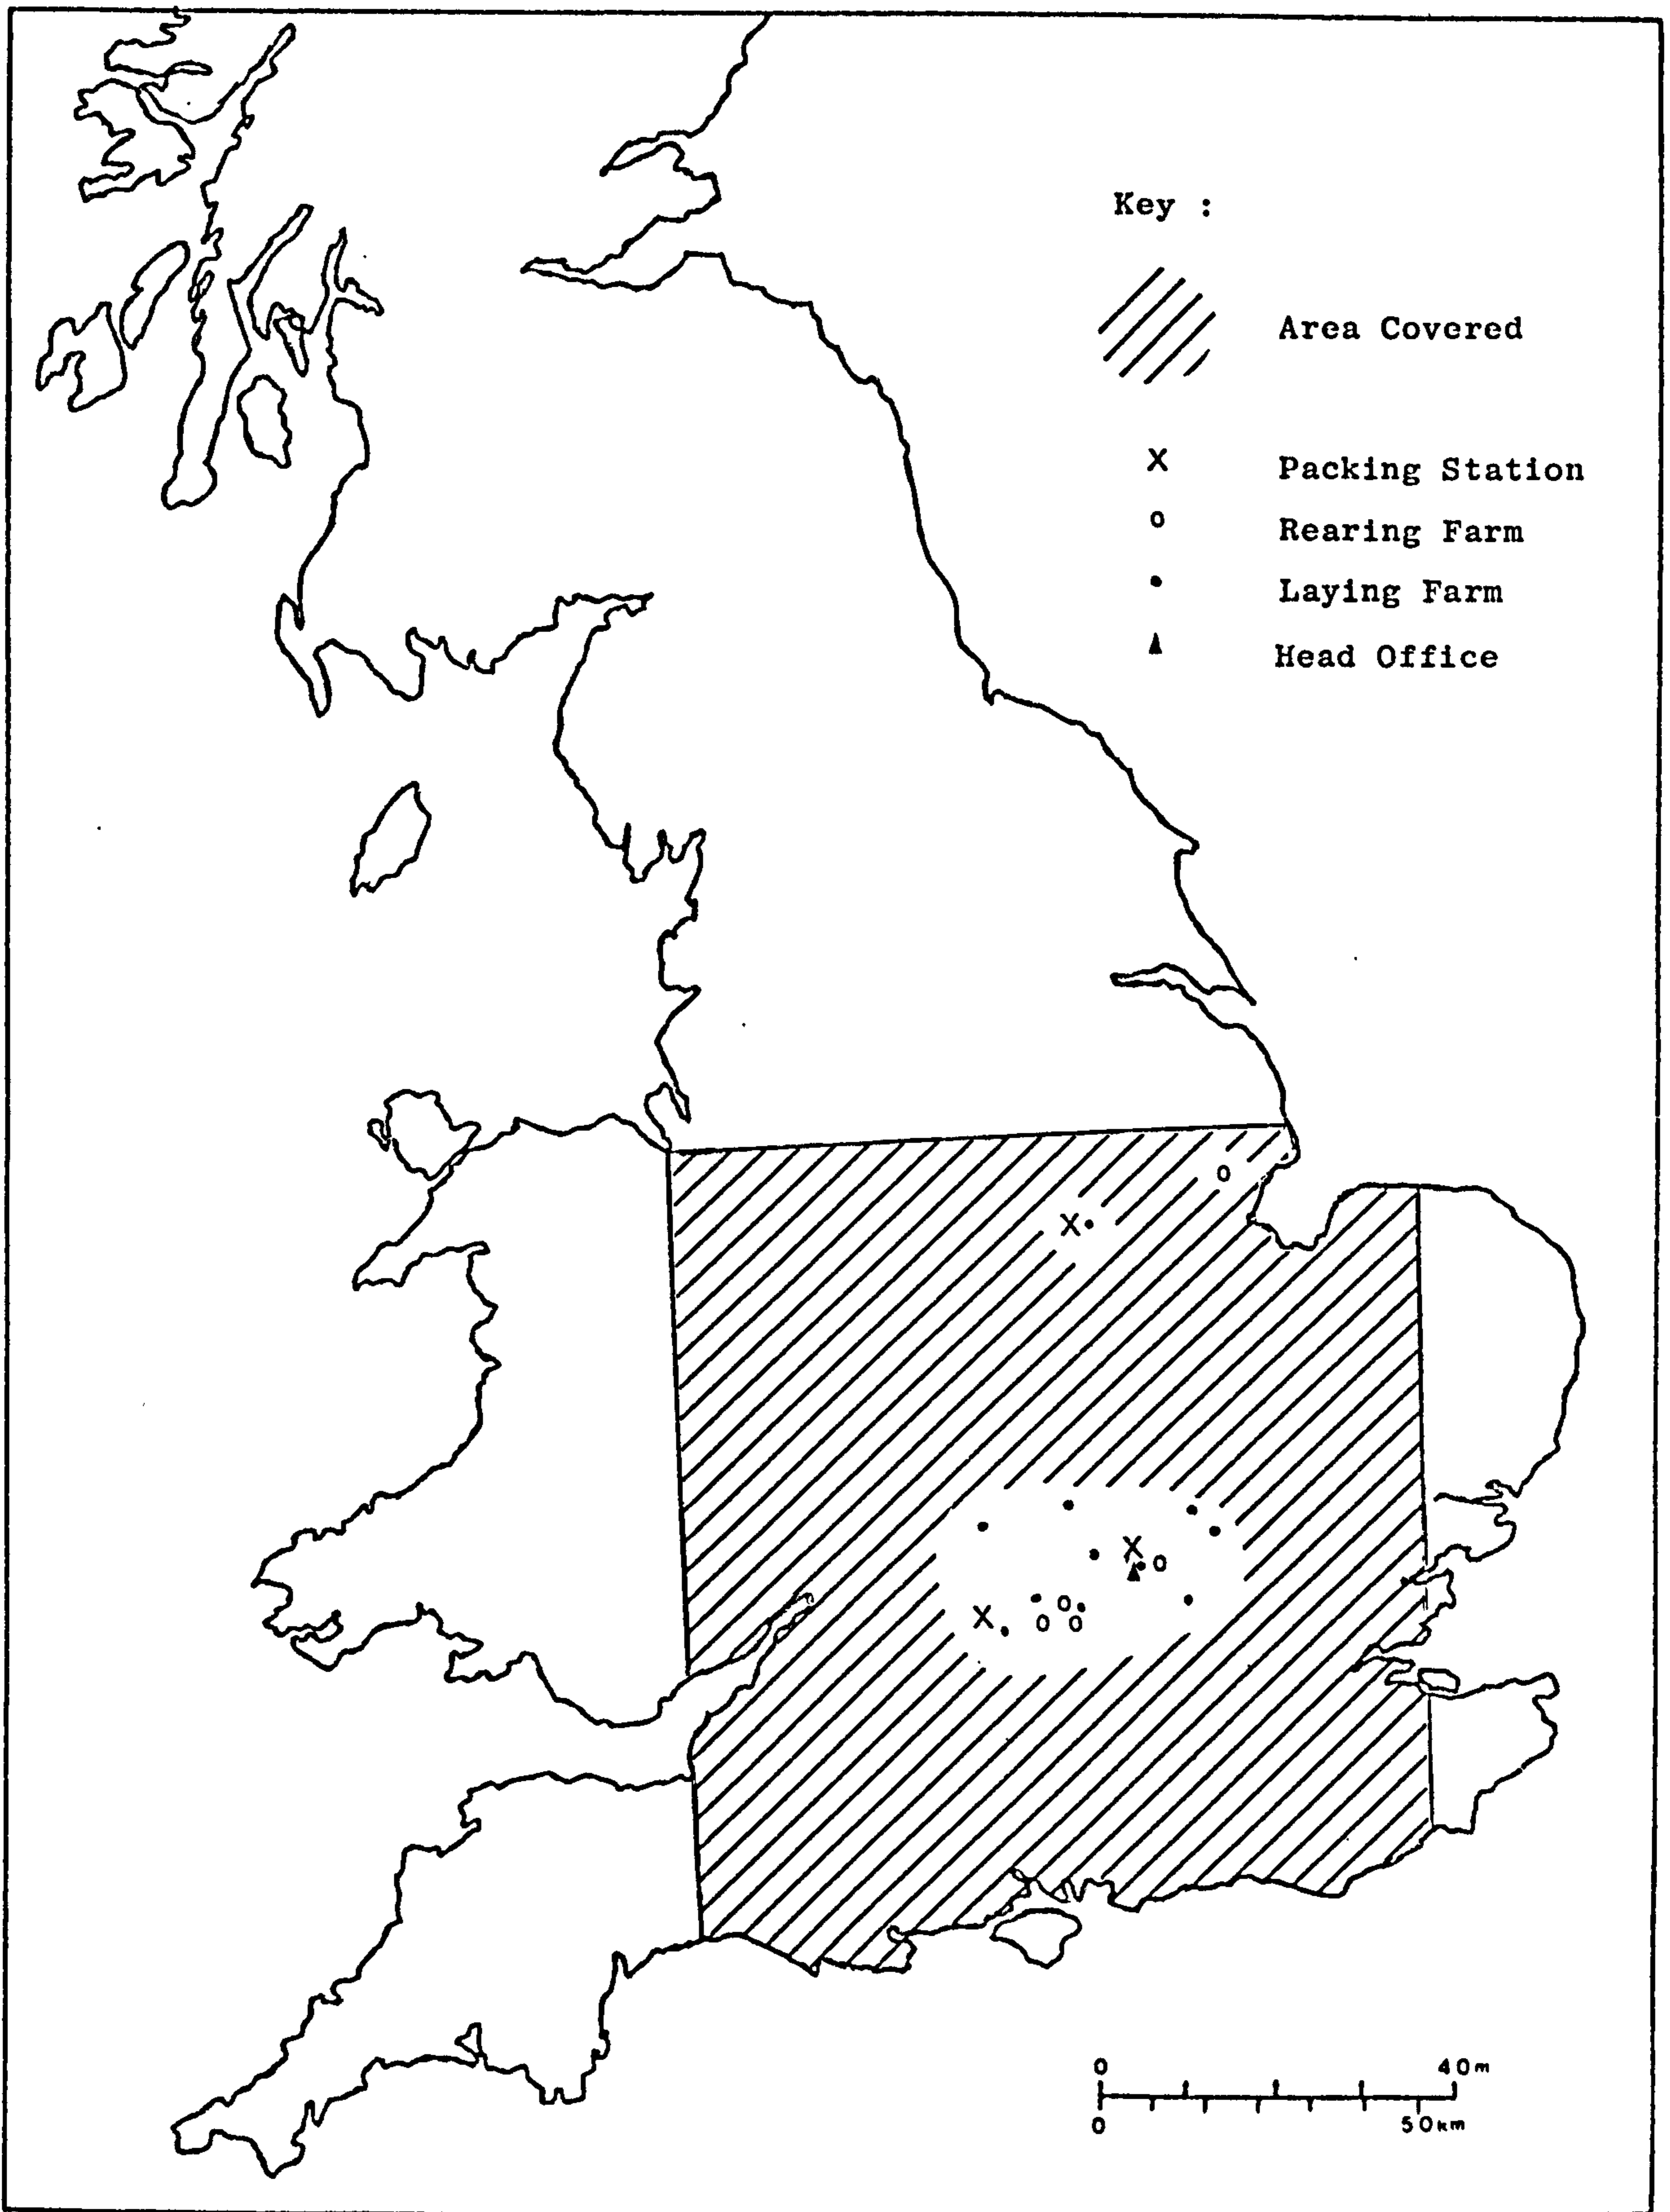 Key :
Area Covered
X Packing Station
o Rearing Farm
• Laying Farm
▲ Head Office
X
X
X
0 40m
0 50km